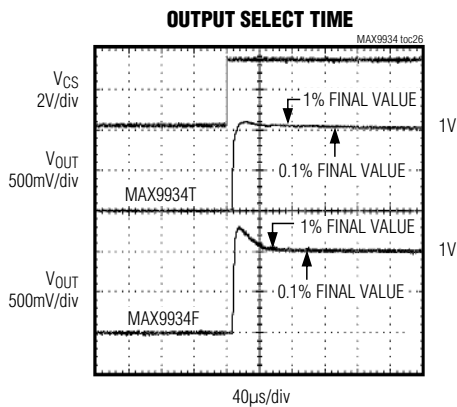 OUTPUT SELECT TIME
MAX9934 toc26
VCS
2V/div
1% FINAL VALUE
1V
VOUT
500mV/div
0.1% FINAL VALUE
MAX9934T
1% FINAL VALUE
1V
VOUT
500mV/div
0.1% FINAL VALUE
MAX9934F
40µs/div